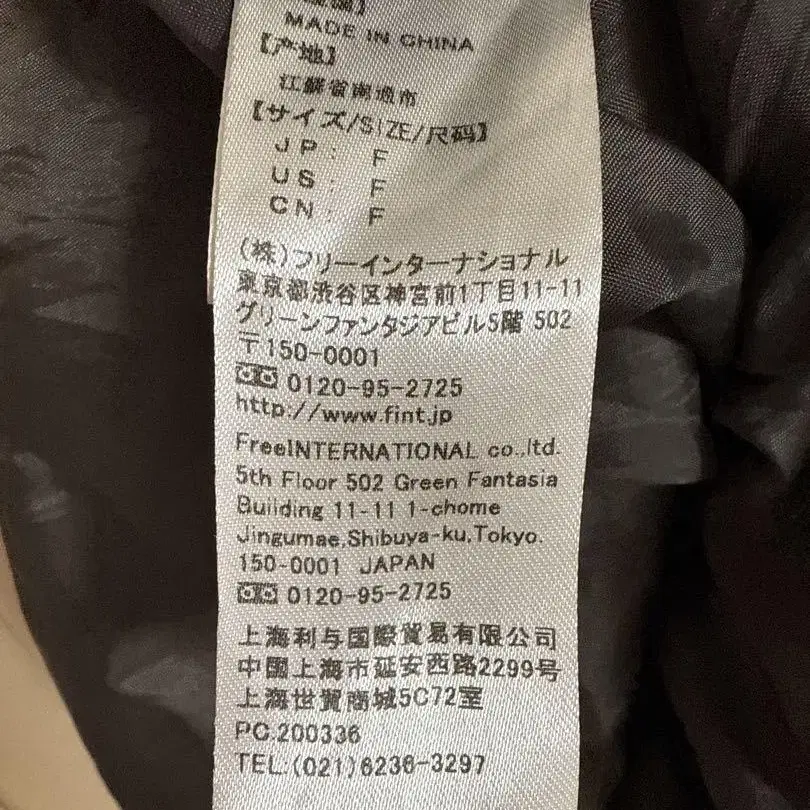 MADE IN CHINA
【产地】
江蘇省南通市
【サイズ/SIZE/尺码】
JP: F
US: F
CN: F
(株)フリーインターナショナル
東京都渋谷区神宮前1丁目11-11
グリーンファンタジアビル5階 502
〒150-0001
0120-95-2725
http://www.fint.jp
FreeINTERNATIONAL co.,ltd.
5th Floor 502 Green Fantasia
Building 11-11 1-chome
Jingumae,Shibuya-ku,Tokyo.
150-0001 JAPAN
0120-95-2725
上海利与国際貿易有限公司
中国上海市延安西路2299号
上海世貿商城5C72室
PC.200336
TEL:(021)6236-3297